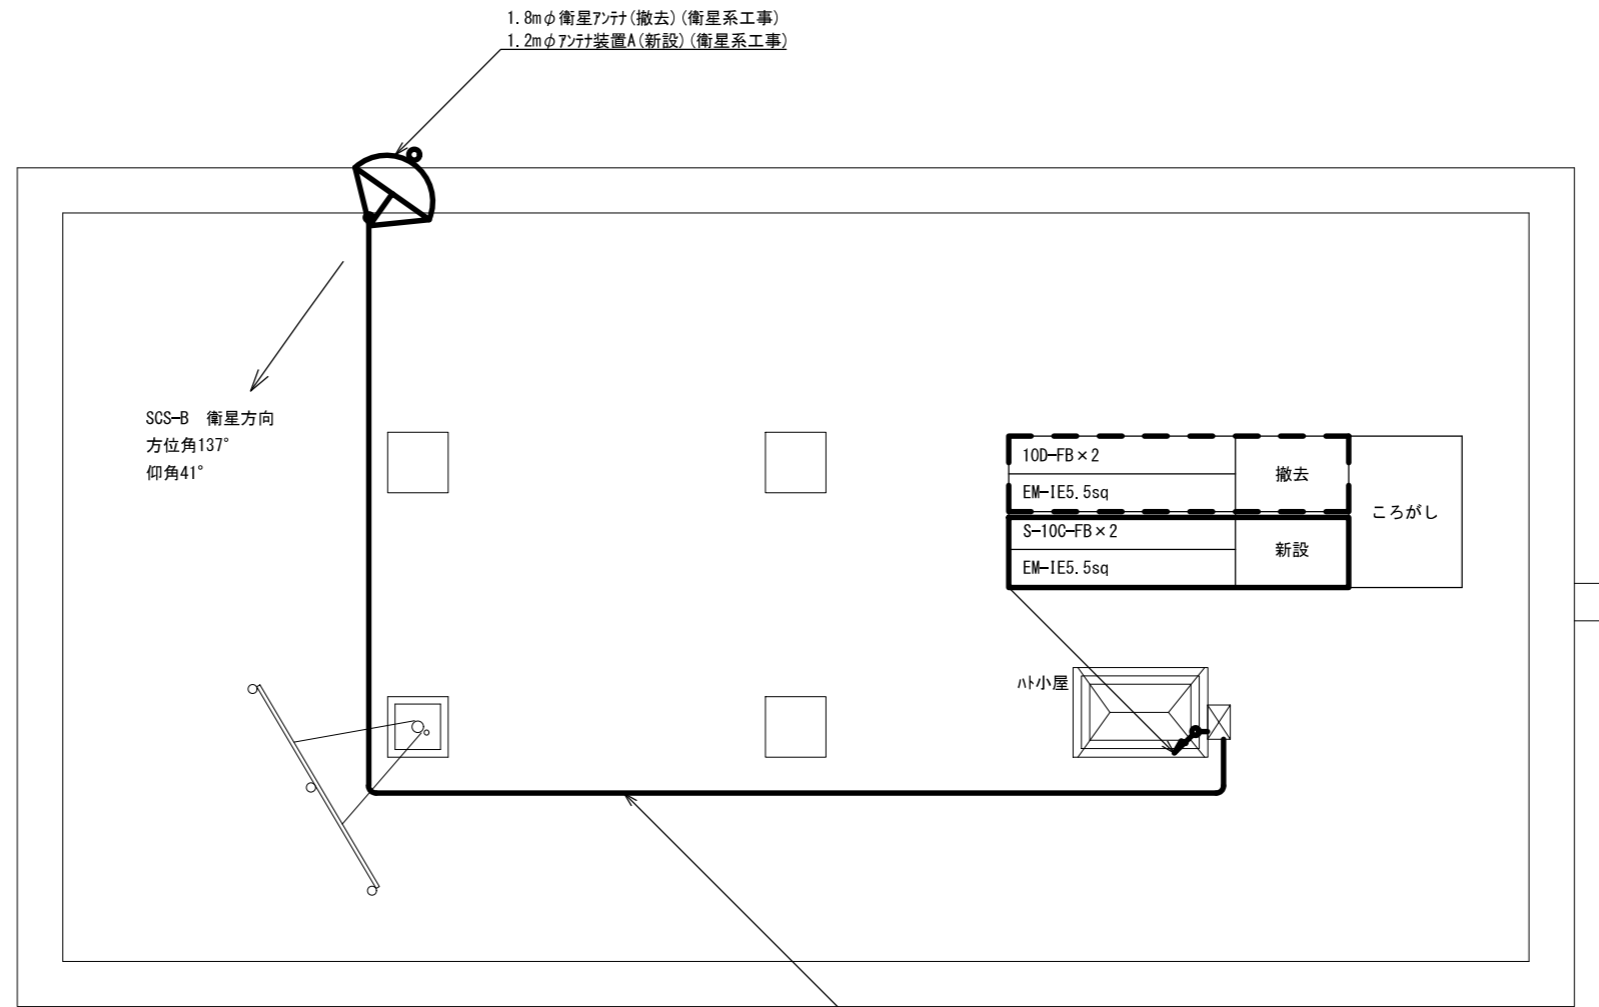 1.8mφ衛星ｱﾝﾃﾅ(撤去)(衛星系工事)
1.2mφｱﾝﾃﾅ装置A(新設)(衛星系工事)
SCS-B　衛星方向
方位角137°
仰角41°
10D-FB×2
EM-IE5.5sq
撤去
S-10C-FB×2
EM-IE5.5sq
新設
ころがし
ﾊﾄ小屋